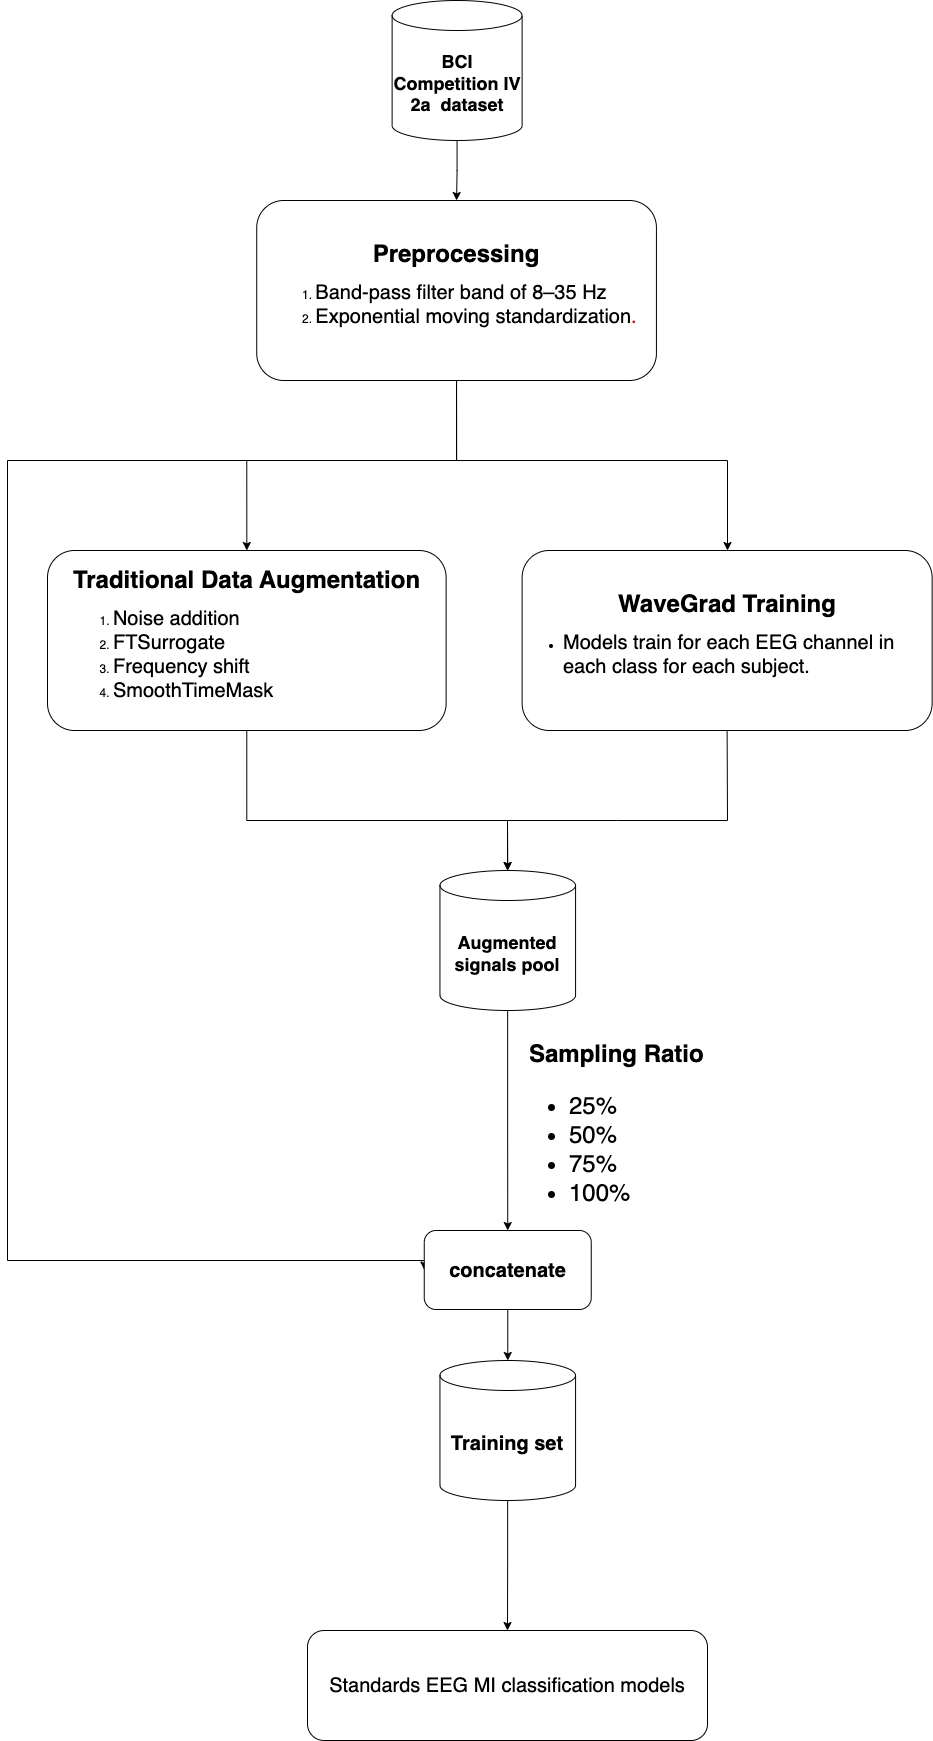 BCI
Competition IV
2a dataset
Preprocessing
1. Band-pass filter band of 8–35 Hz
2. Exponential moving standardization.
Traditional Data Augmentation
1. Noise addition
2. FTSurrogate
3. Frequency shift
4. SmoothTimeMask
WaveGrad Training
• Models train for each EEG channel in
each class for each subject.
Augmented
signals pool
Sampling Ratio
• 25%
• 50%
• 75%
• 100%
concatenate
Training set
Standards EEG MI classification models